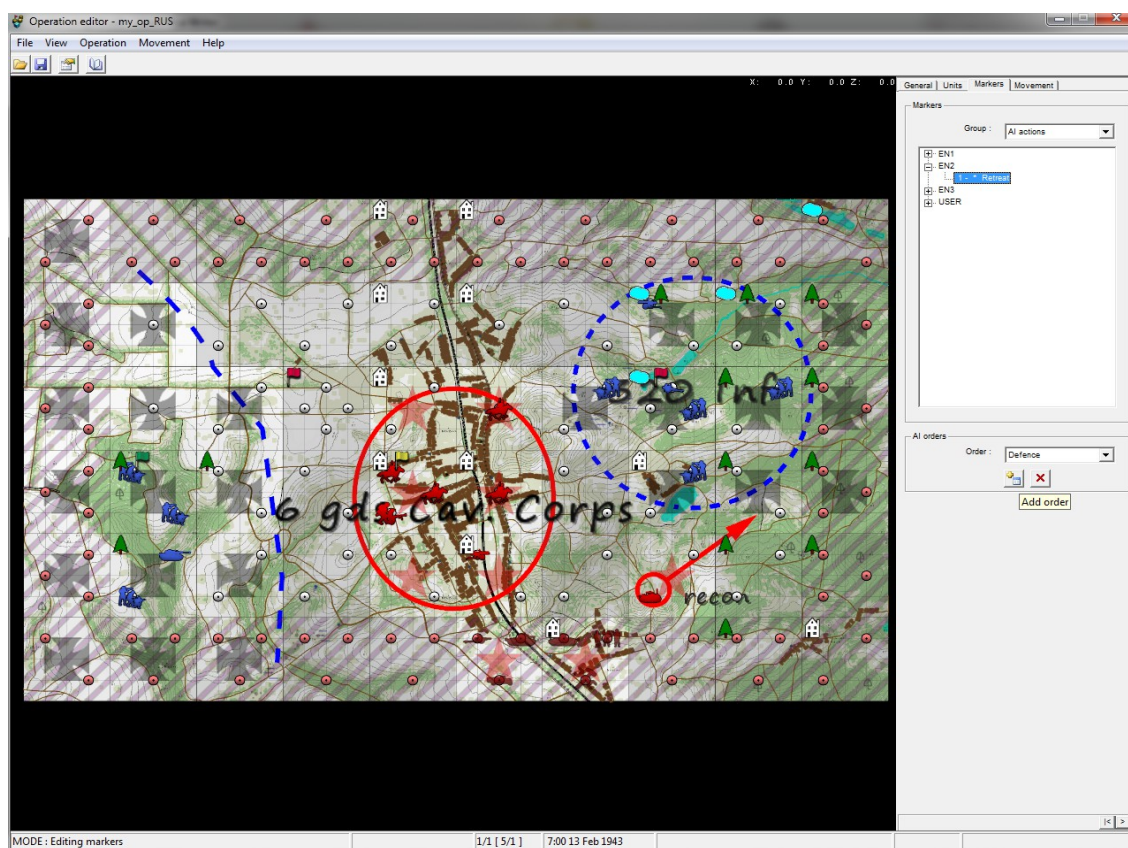 Operation editor - my_op_RUS
File View Operation Movement Help
X: 0.0 Y: 0.0 Z: 0.0
General Units Markers Movement
Markers
Group : AI actions
EN1
EN2
1 - * Retreat
EN3
USER
320 Inf
AI orders
Order : Defence
Add order
6 gds Cav. Corps
recon
MODE : Editing markers 1/1 [ 5/1 ] 7:00 13 Feb 1943